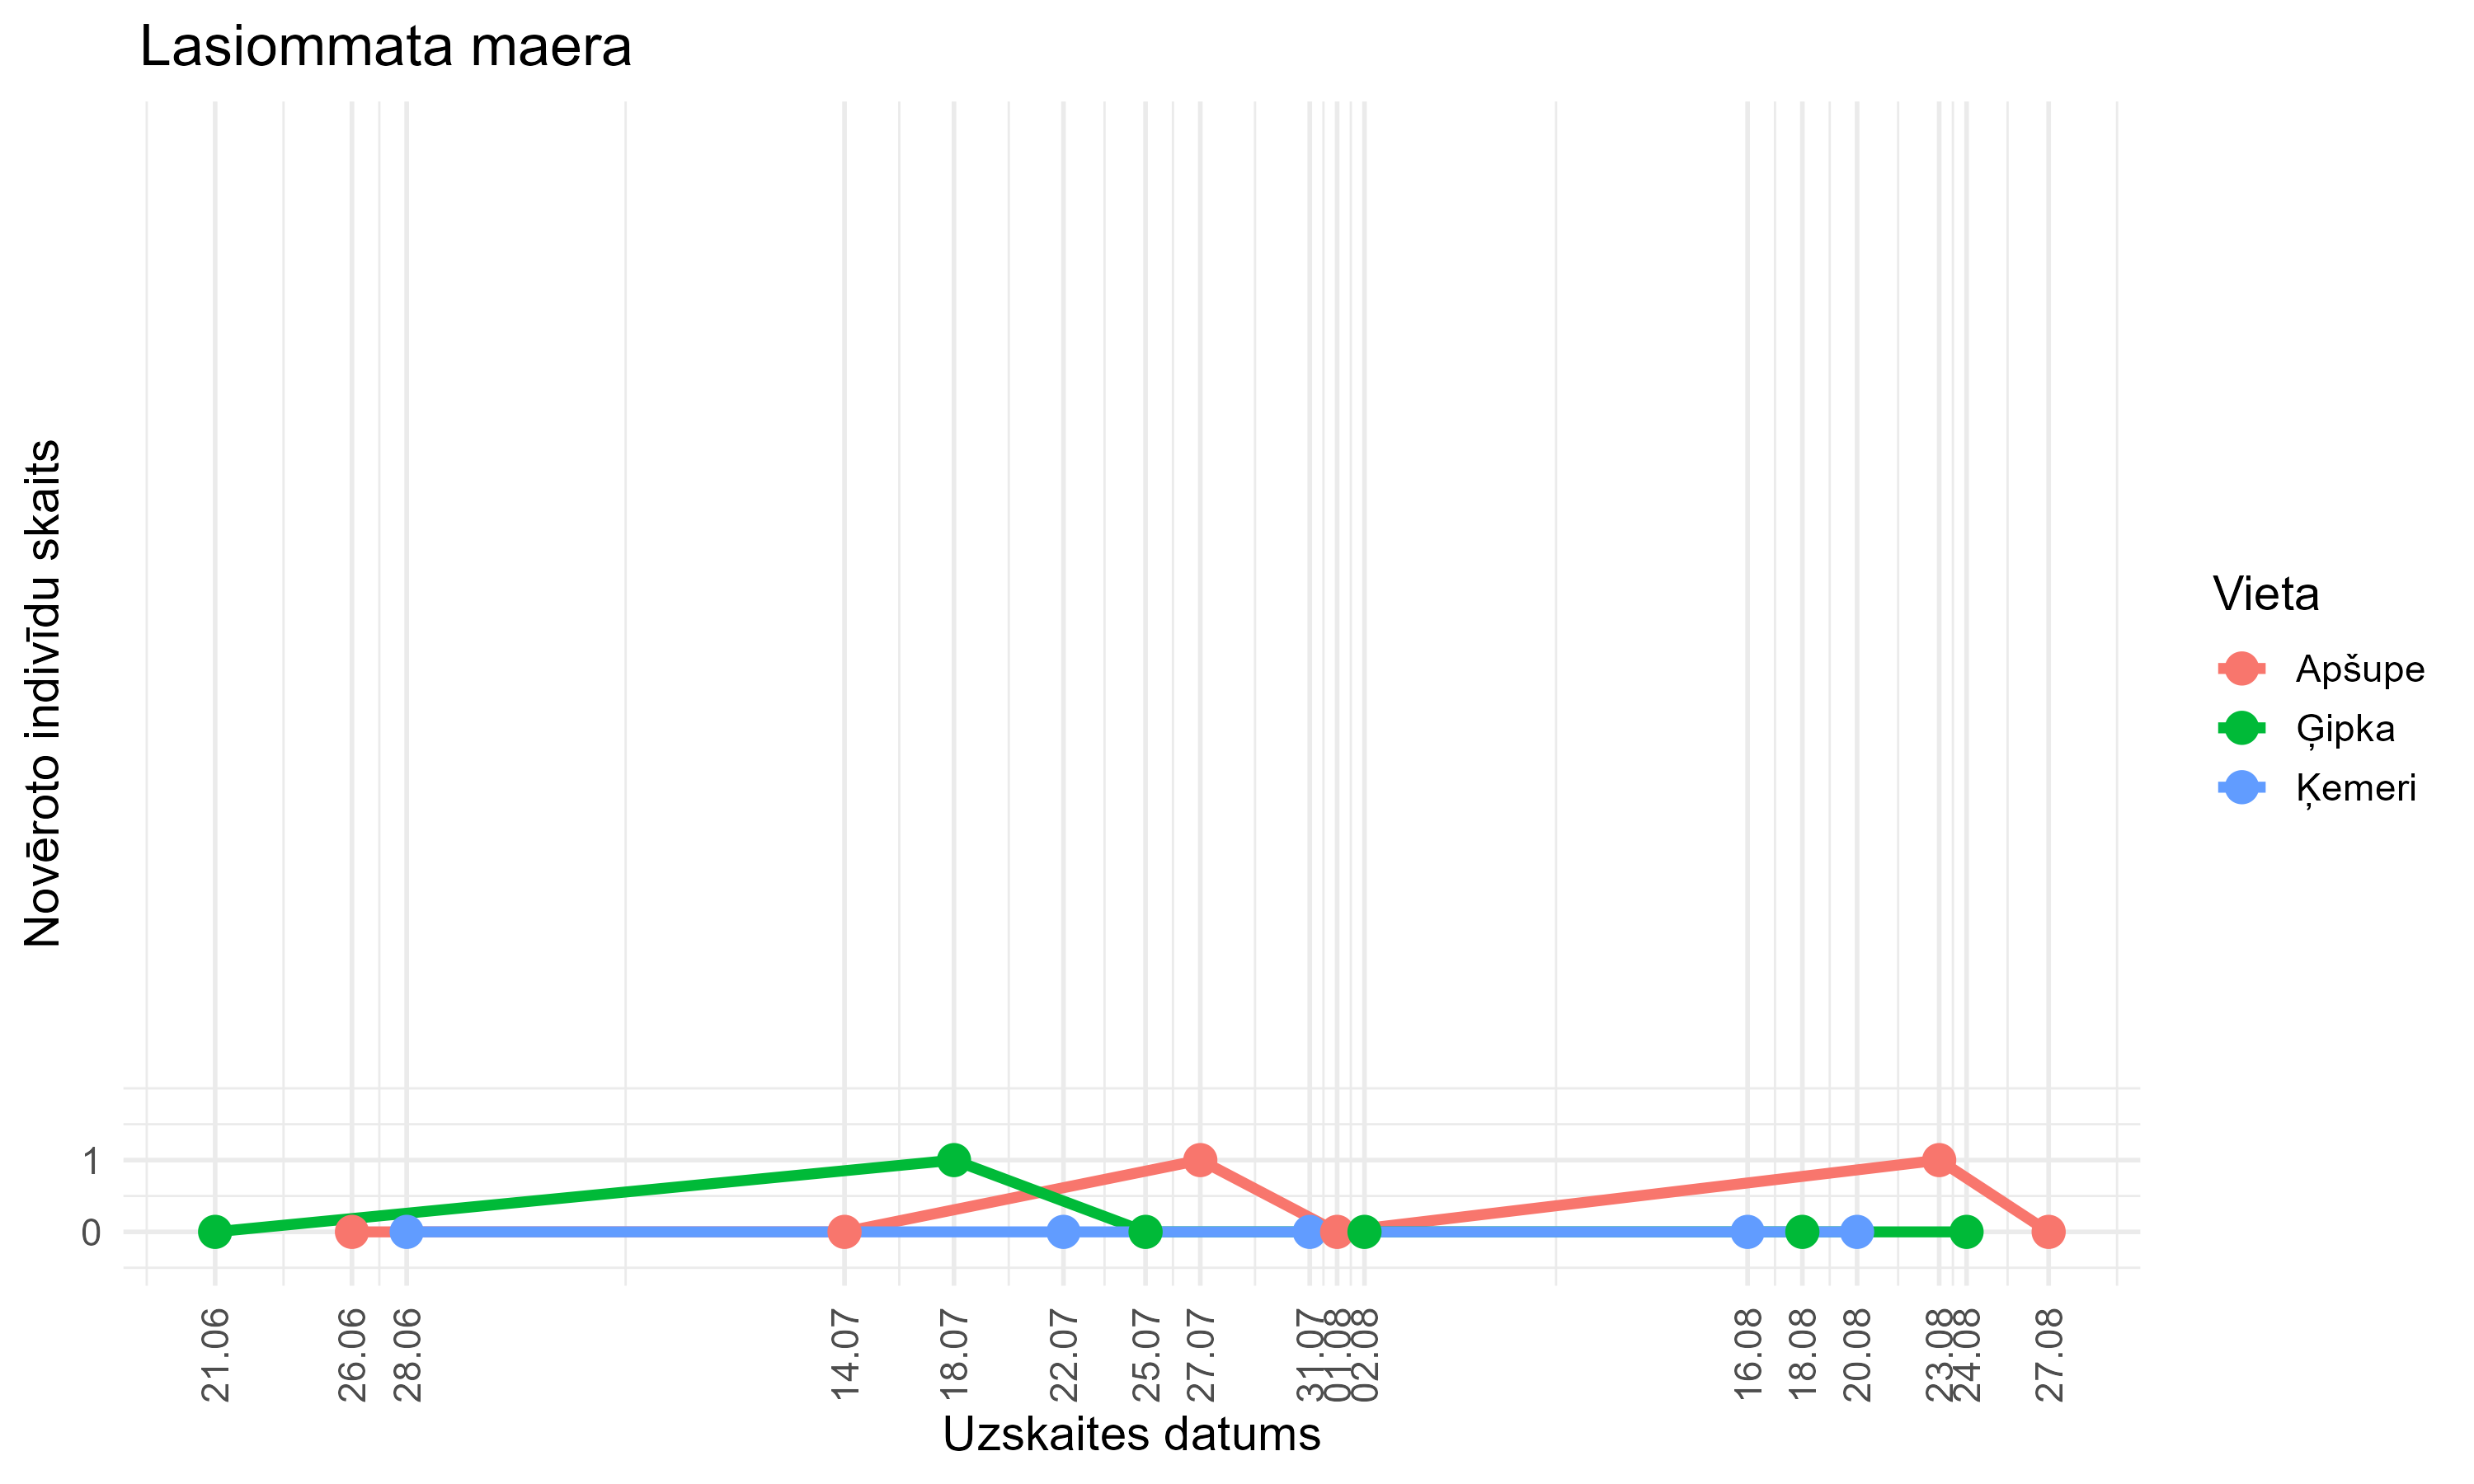 Lasiommata maera
Novēroto indivīdu skaits
1
0
21.06
26.06
28.06
14.07
18.07
22.07
25.07
27.07
31.07
01.08
02.08
16.08
18.08
20.08
23.08
24.08
27.08
Uzskaites datums
Vieta
Apšupe
Ģipka
Ķemeri